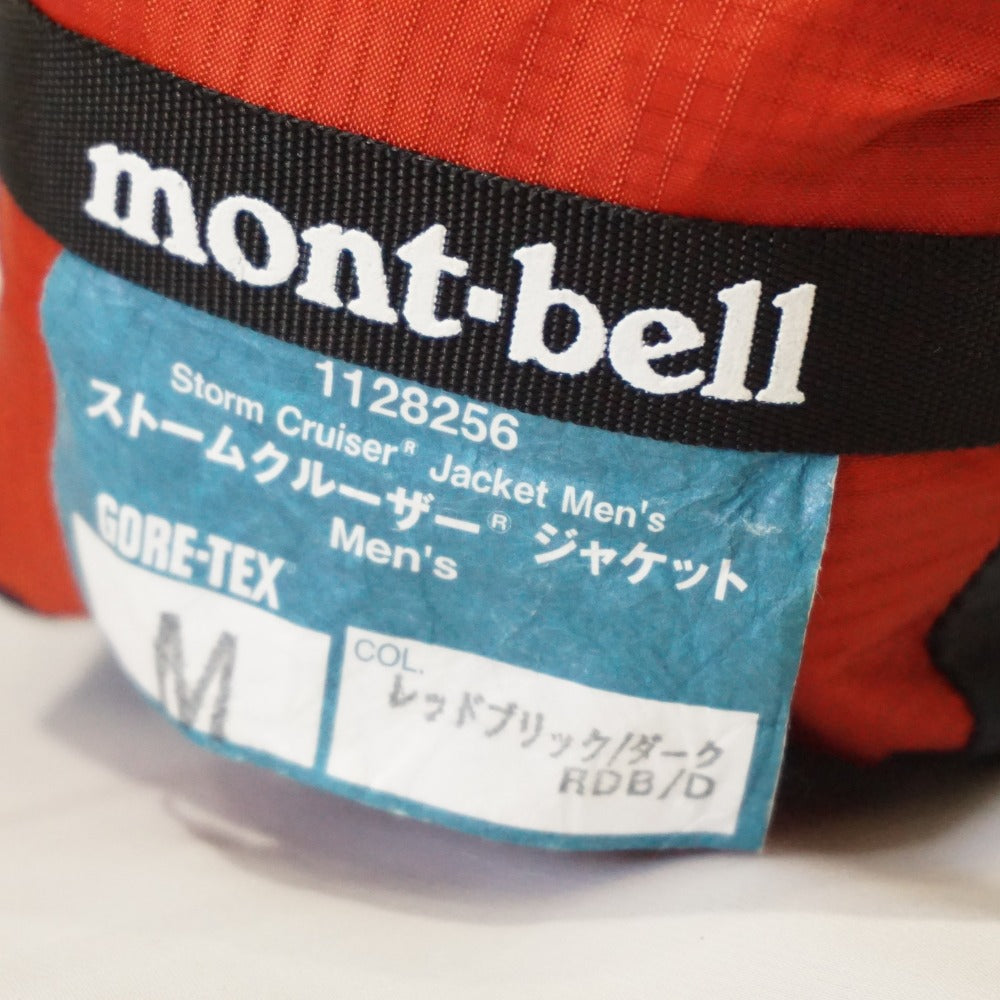 mont-bell
1128256
Storm Cruiser® Jacket Men's
ストームクルーザー® ジャケット
Men's
GORE-TEX
M
COL.
レッドブリック/ダーク
RDB/D